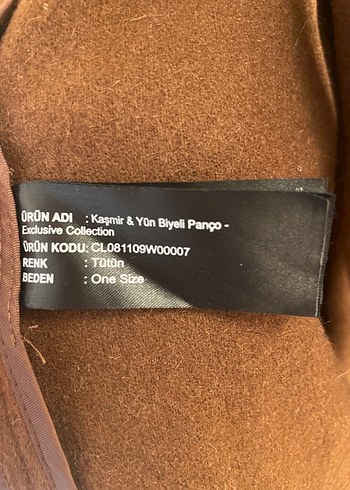 ÜRÜN ADI : Kaşmir & Yün Biyeli Panço -
Exclusive Collection
ÜRÜN KODU: CL081109W00007
RENK : Tütün
BEDEN : One Size